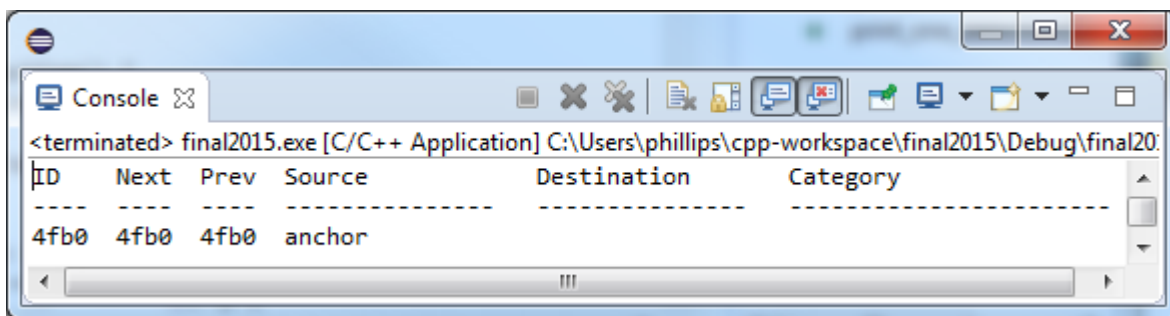 Console
<terminated> final2015.exe [C/C++ Application] C:\Users\phillips\cpp-workspace\final2015\Debug\final20
ID Next Prev Source Destination Category
---- ---- ---- --------------- --------------- -----------------------
4fb0 4fb0 4fb0 anchor